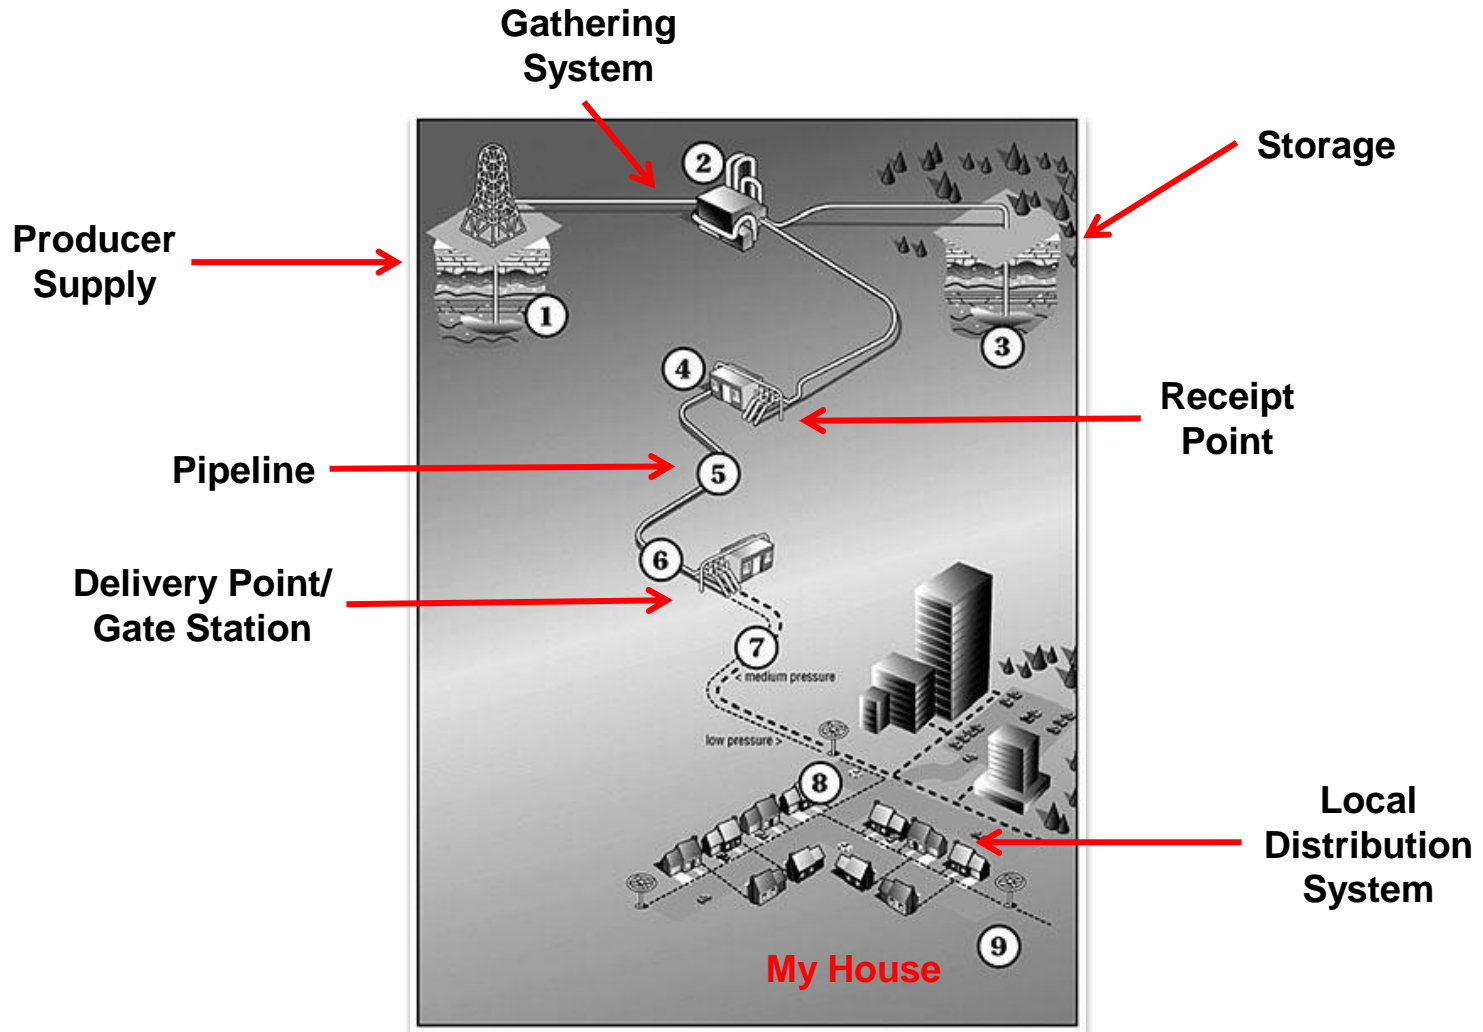 Gathering
System
Storage
Producer
Supply
1
2
3
4
Receipt
Point
Pipeline
5
6
Delivery Point/
Gate Station
7
< medium pressure
low pressure >
8
Local
Distribution
System
9
My House